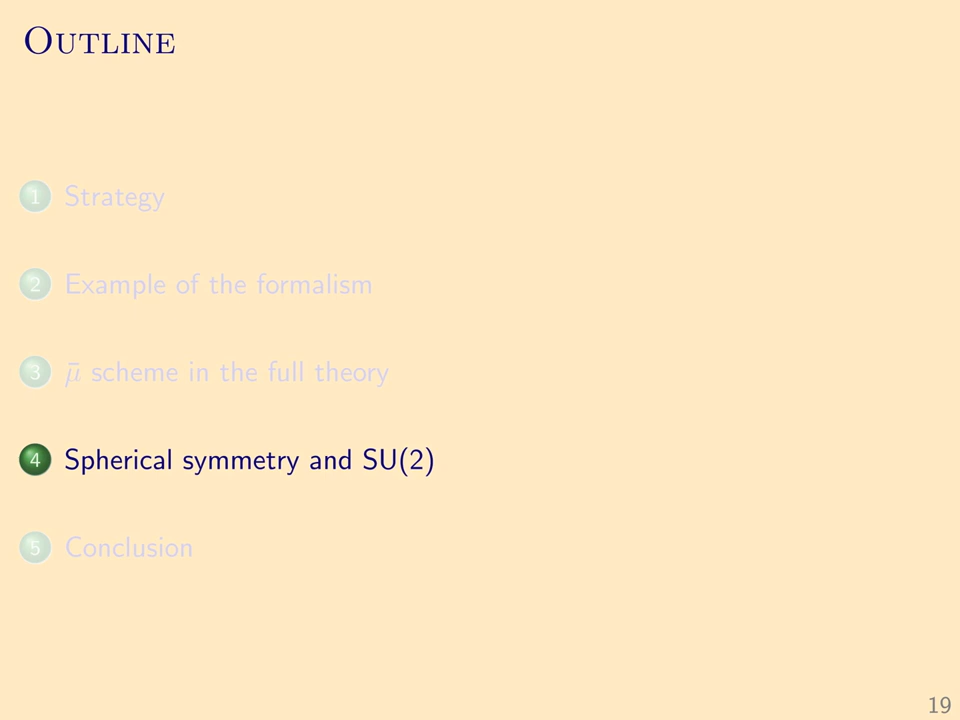 Outline
1 Strategy
2 Example of the formalism
3 μ̄ scheme in the full theory
4 Spherical symmetry and SU(2)
5 Conclusion
19